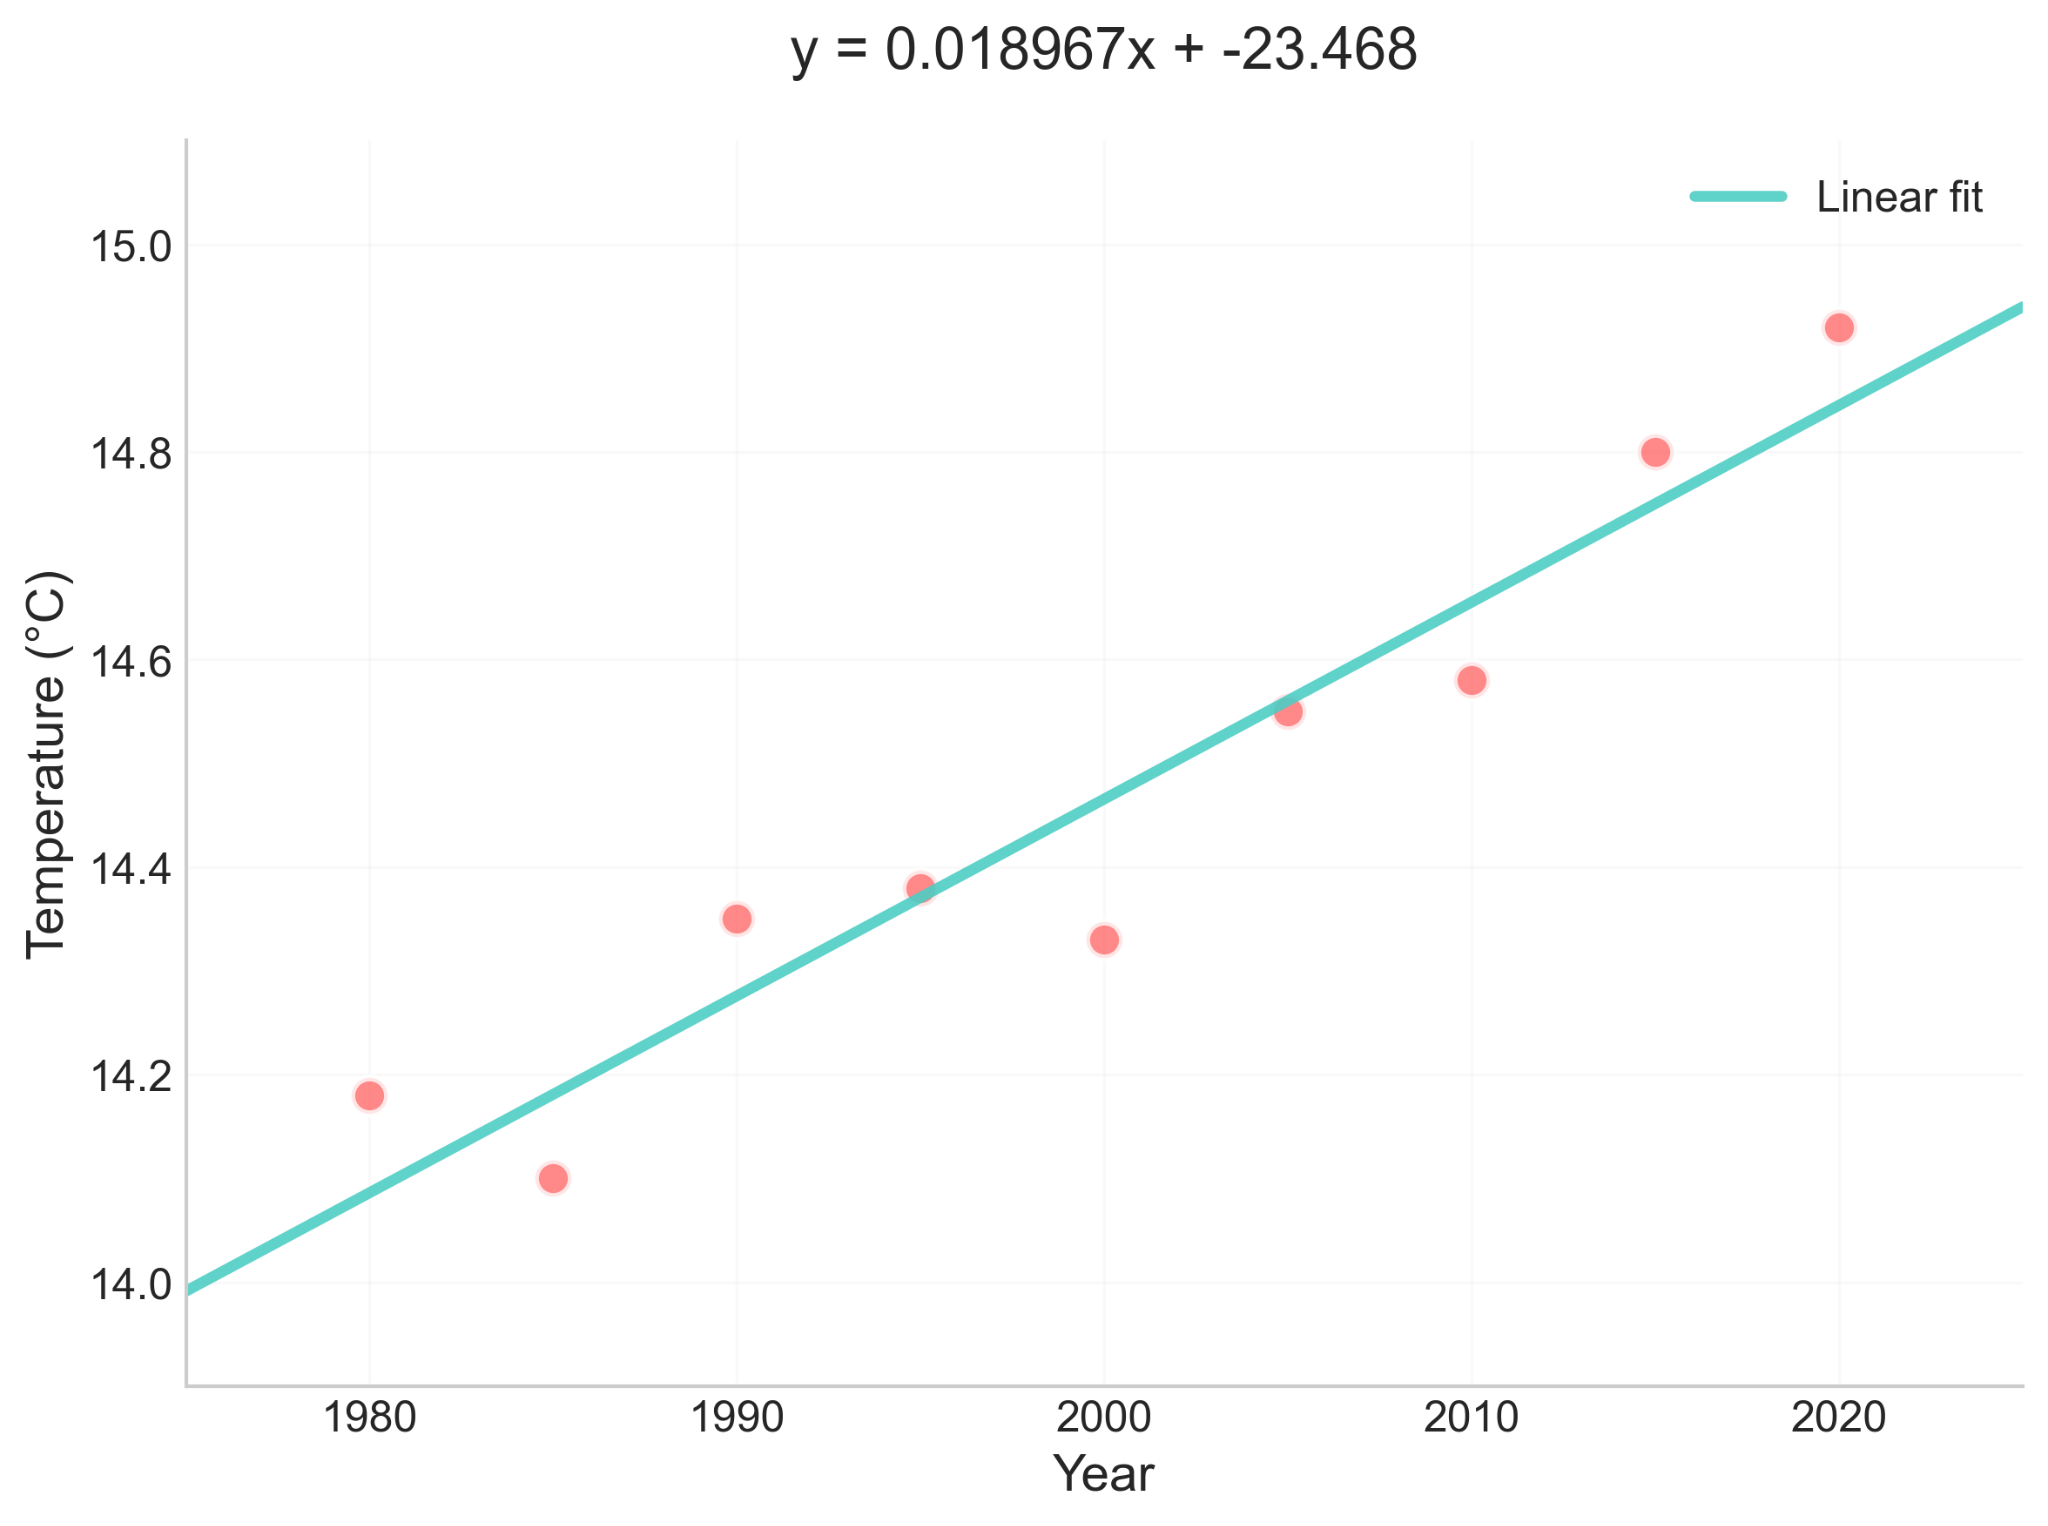 y = 0.018967x + -23.468
Linear fit
15.0
14.8
14.6
14.4
14.2
14.0
Temperature (°C)
1980 1990 2000 2010 2020
Year